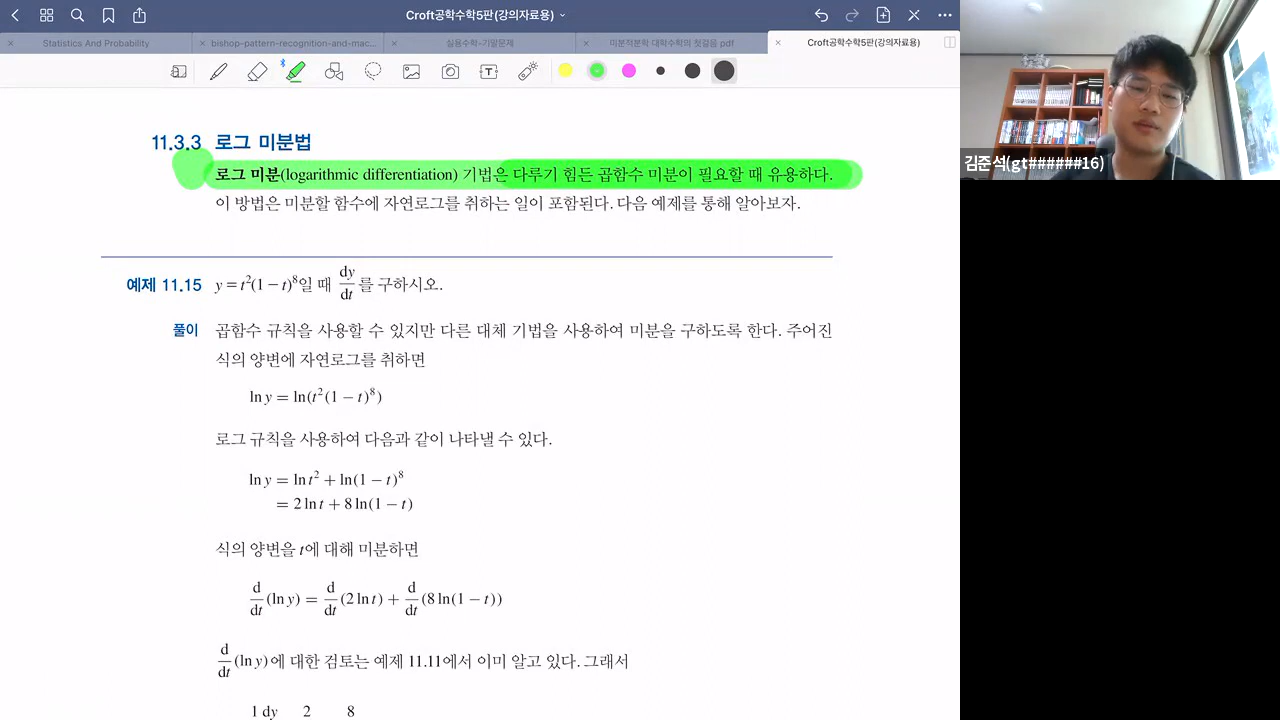 Croft공학수학5판(강의자료용)
Statistics And Probability
bishop-pattern-recognition-and-mac...
실용수학-기말문제
미분적분학 대학수학의 첫걸음 pdf
Croft공학수학5판(강의자료용)
김준석(gt######16)
11.3.3 로그 미분법
로그 미분(logarithmic differentiation) 기법은 다루기 힘든 곱함수 미분이 필요할 때 유용하다.
이 방법은 미분할 함수에 자연로그를 취하는 일이 포함된다. 다음 예제를 통해 알아보자.
예제 11.15 y = t²(1 − t)⁸일 때 dy/dt를 구하시오.
풀이 곱함수 규칙을 사용할 수 있지만 다른 대체 기법을 사용하여 미분을 구하도록 한다. 주어진
식의 양변에 자연로그를 취하면
ln y = ln(t²(1 − t)⁸)
로그 규칙을 사용하여 다음과 같이 나타낼 수 있다.
ln y = ln t² + ln(1 − t)⁸
= 2 ln t + 8 ln(1 − t)
식의 양변을 t에 대해 미분하면
d/dt(ln y) = d/dt(2 ln t) + d/dt(8 ln(1 − t))
d/dt(ln y)에 대한 검토는 예제 11.11에서 이미 알고 있다. 그래서
1 dy 2 8